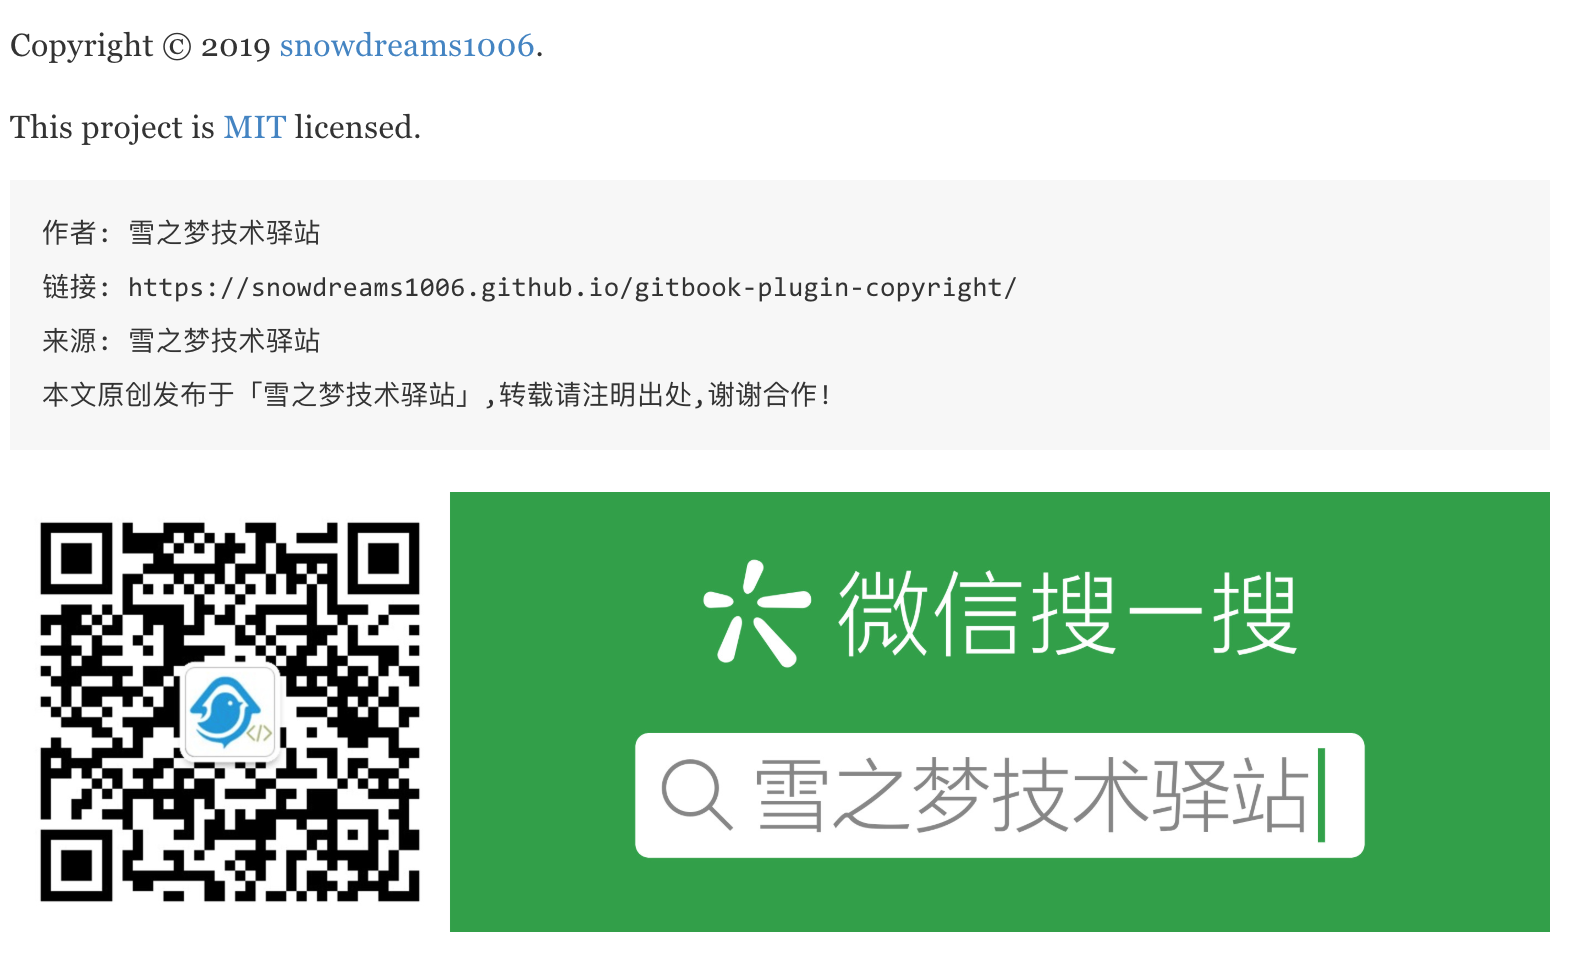 Copyright © 2019 snowdreams1006.
This project is MIT licensed.
作者: 雪之梦技术驿站
链接: https://snowdreams1006.github.io/gitbook-plugin-copyright/
来源: 雪之梦技术驿站
本文原创发布于「雪之梦技术驿站」,转载请注明出处,谢谢合作!
</>
微信搜一搜
雪之梦技术驿站